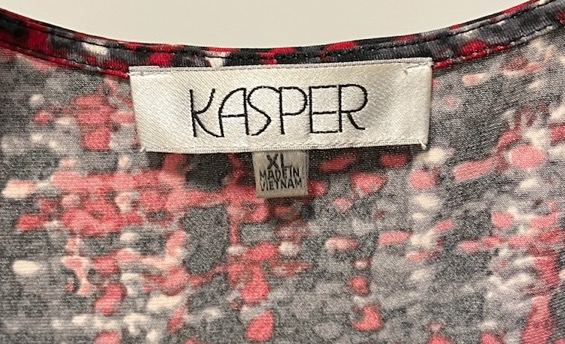 KASPER
XL
MADE IN
VIETNAM